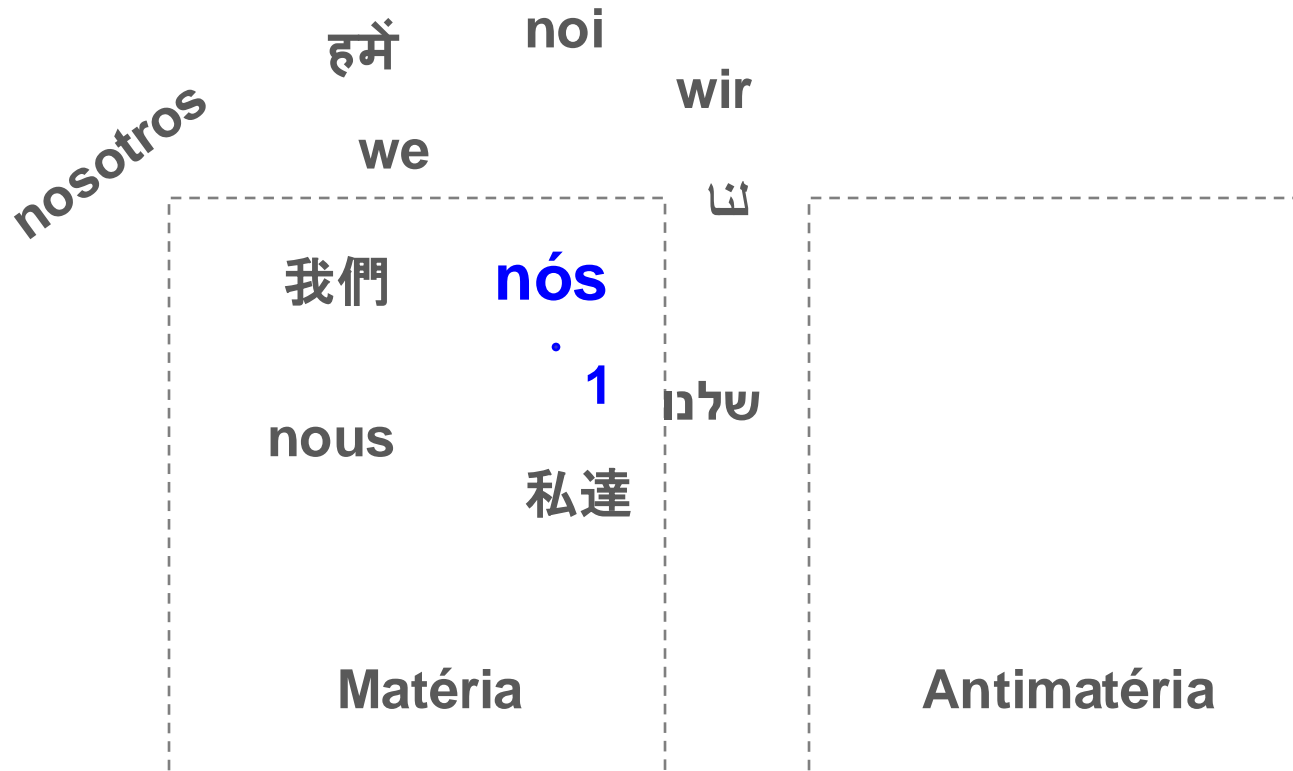 हमें
noi
wir
nosotros
we
لنا
我們
nós
1
שלנו
nous
私達
Matéria
Antimatéria